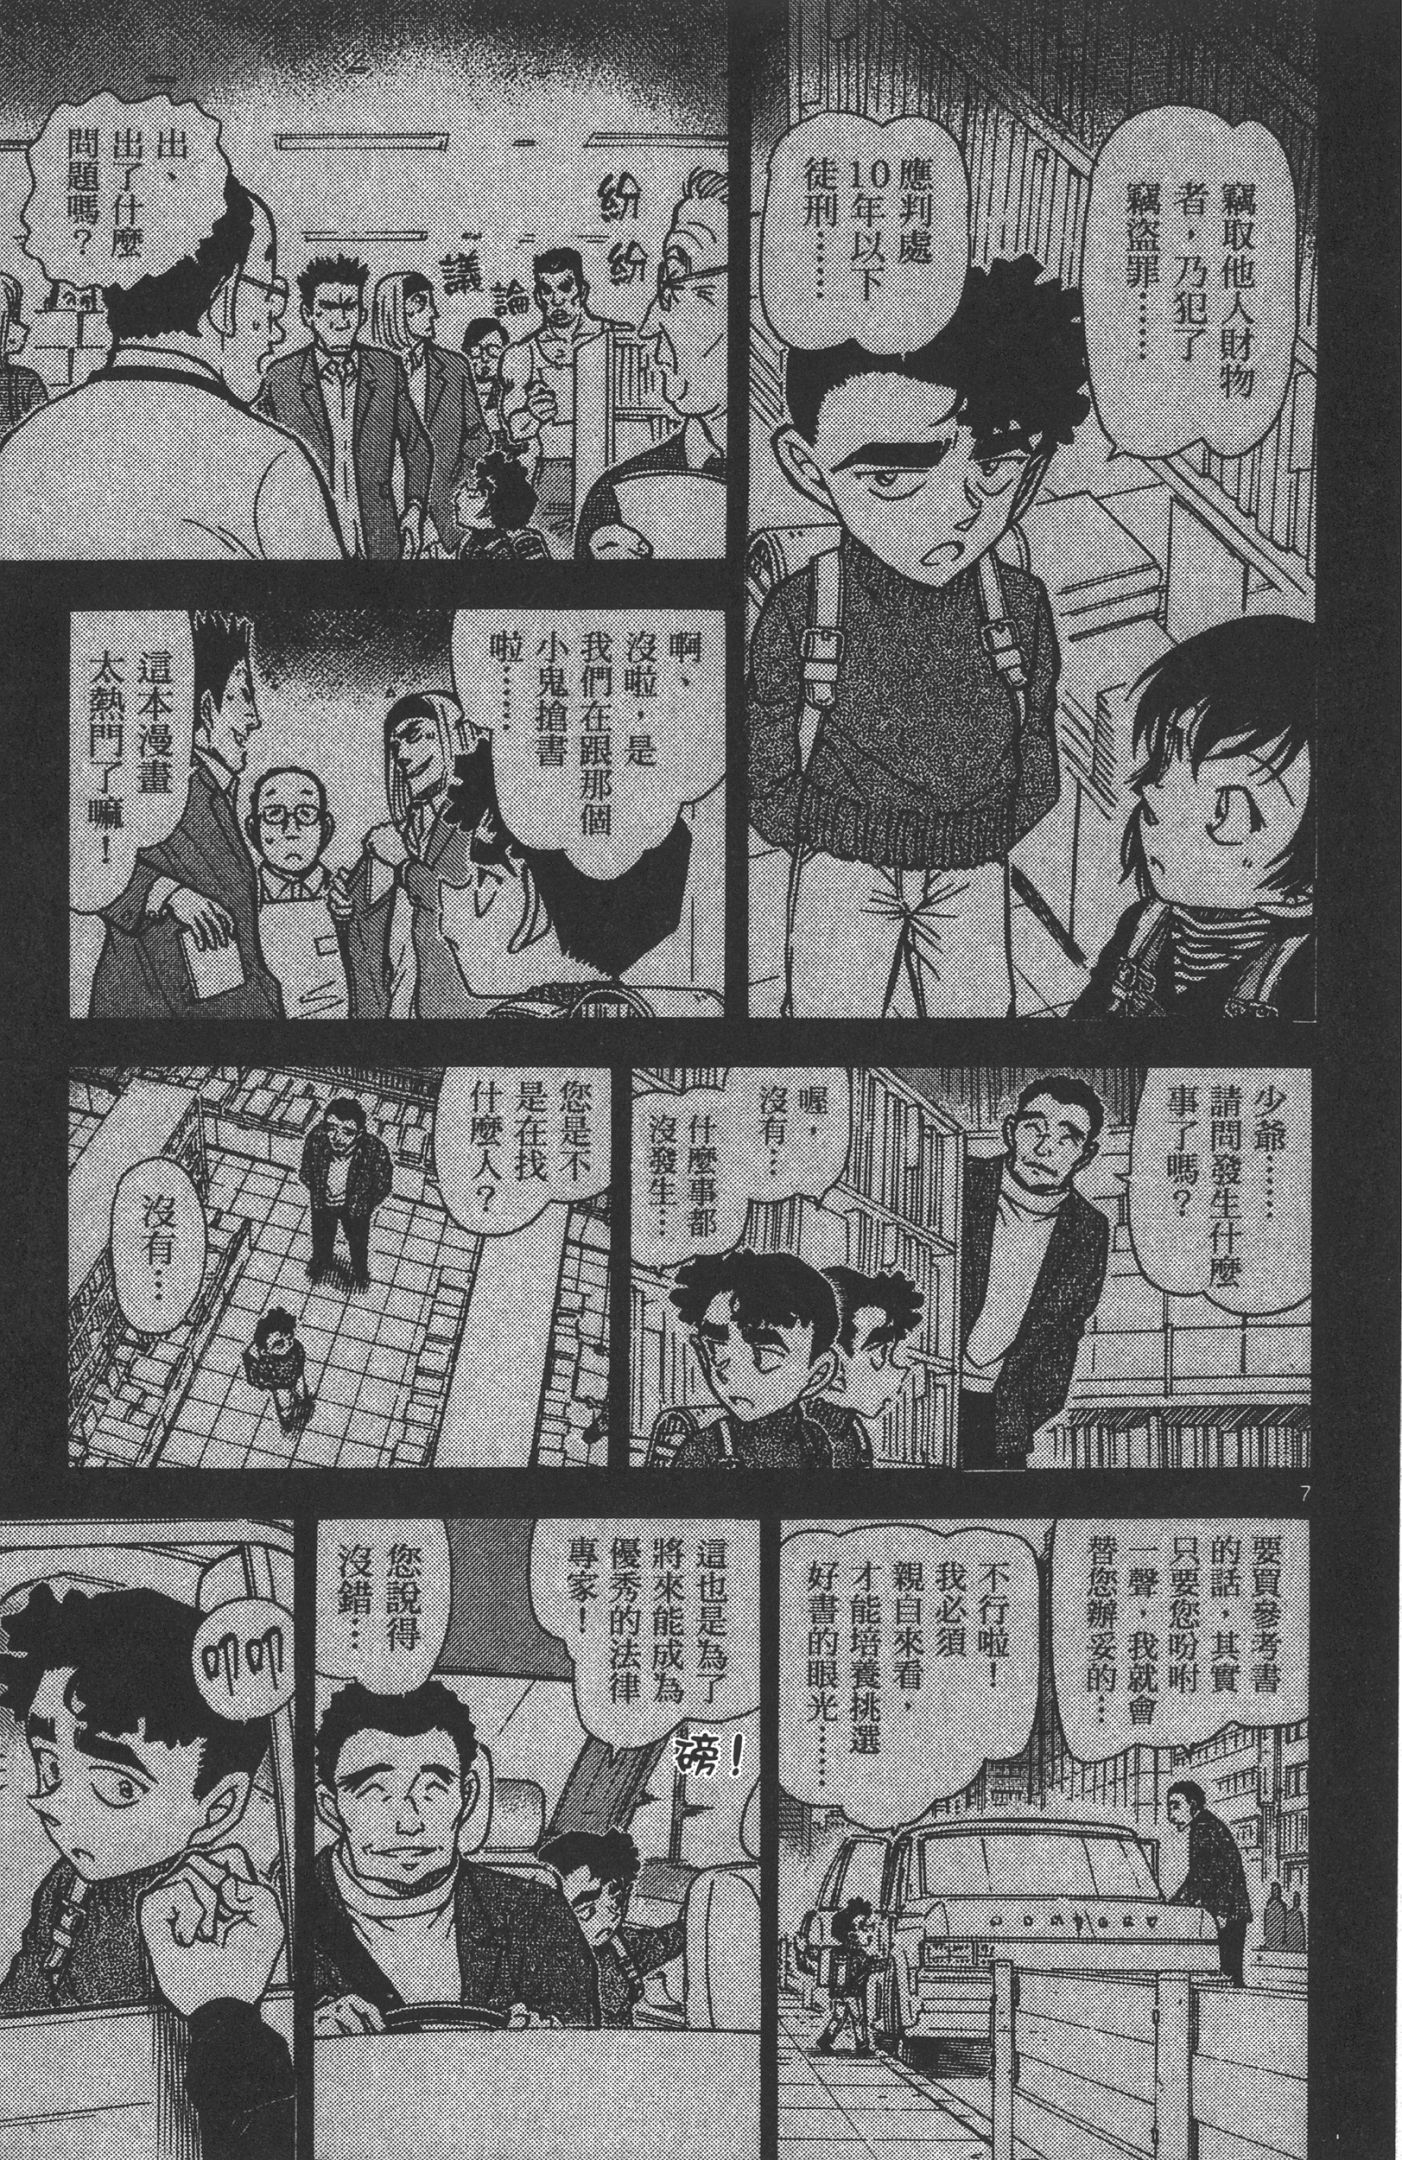 竊取他人財物
者，乃犯了
竊盜罪……
應判處
10年以下
徒刑……
紛
紛
議
論
出、
出了什麼
問題嗎？
啊、
沒啦，是
我們在跟那個
小鬼搶書
啦……
這本漫畫
太熱門了嘛！
少爺……
請問發生什麼
事了嗎？
喔，
沒有…
什麼事都
沒發生…
您是不
是在找
什麼人？
沒有…
7
要買參考書
的話，其實
只要您吩咐
一聲，我就會
替您辦妥的…
不行啦！
我必須
親自來看，
才能培養挑選
好書的眼光……
這也是為了
將來能成為
優秀的法律
專家！
磅！
您說得
沒錯…
叩叩